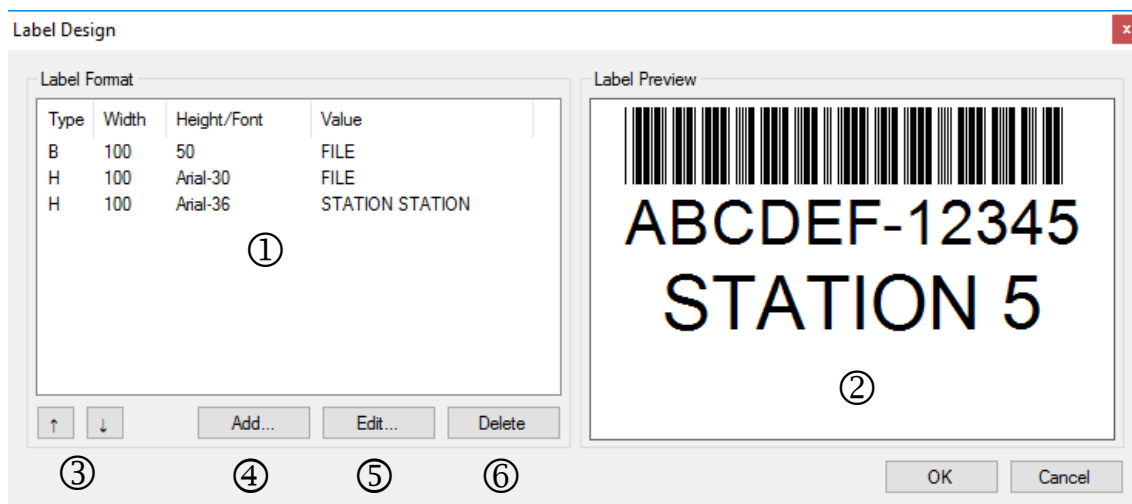 Label Design
x
Label Format
Type Width Height/Font Value
B 100 50 FILE
H 100 Arial-30 FILE
H 100 Arial-36 STATION STATION
①
↑ ↓ Add... Edit... Delete
③ ④ ⑤ ⑥
Label Preview
ABCDEF-12345
STATION 5
②
OK Cancel